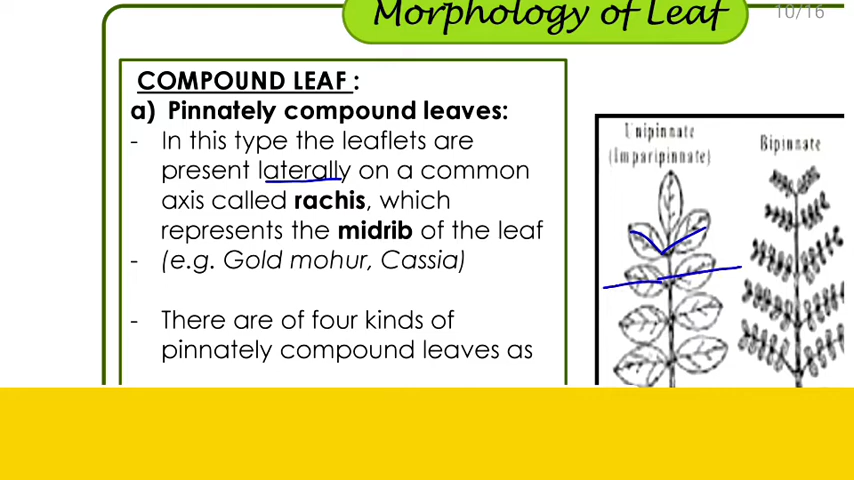 Morphology of Leaf
10/16
COMPOUND LEAF :
a) Pinnately compound leaves:
- In this type the leaflets are
present laterally on a common
axis called rachis, which
represents the midrib of the leaf
- (e.g. Gold mohur, Cassia)
- There are of four kinds of
pinnately compound leaves as
Unipinnate
(Imparipinnate)
Bipinnate